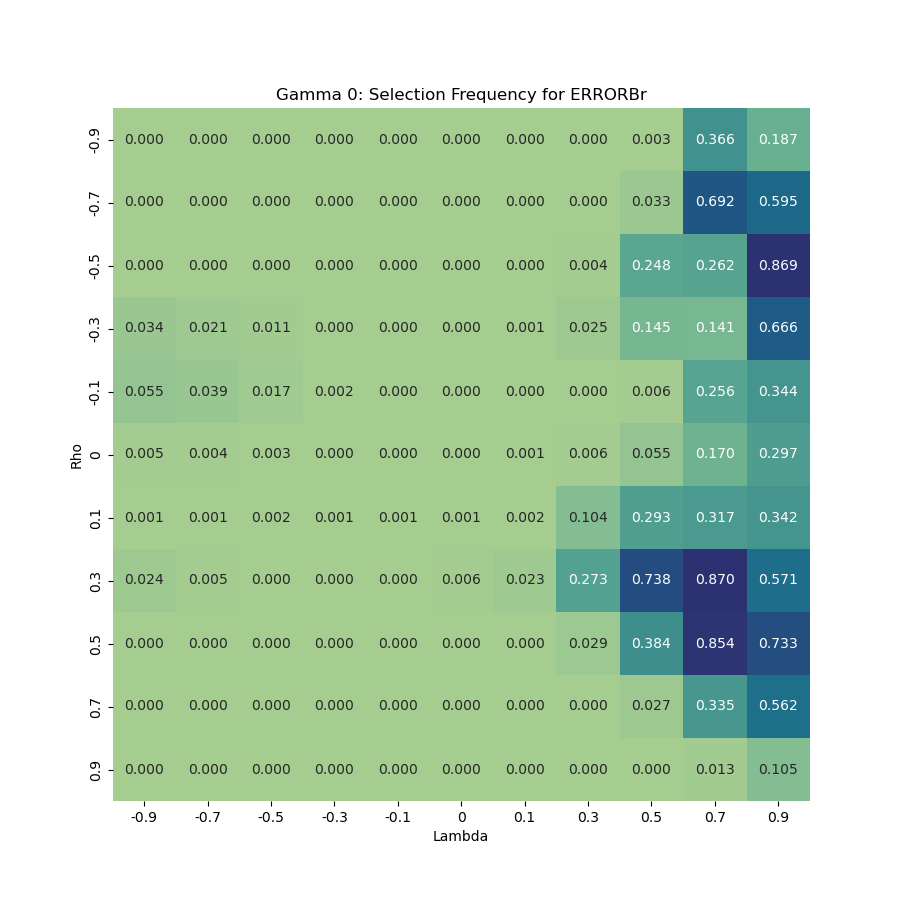 Gamma 0: Selection Frequency for ERRORBr
-0.9 0.000 0.000 0.000 0.000 0.000 0.000 0.000 0.000 0.003 0.366 0.187
-0.7 0.000 0.000 0.000 0.000 0.000 0.000 0.000 0.000 0.033 0.692 0.595
-0.5 0.000 0.000 0.000 0.000 0.000 0.000 0.000 0.004 0.248 0.262 0.869
-0.3 0.034 0.021 0.011 0.000 0.000 0.000 0.001 0.025 0.145 0.141 0.666
-0.1 0.055 0.039 0.017 0.002 0.000 0.000 0.000 0.000 0.006 0.256 0.344
Rho
0 0.005 0.004 0.003 0.000 0.000 0.000 0.001 0.006 0.055 0.170 0.297
0.1 0.001 0.001 0.002 0.001 0.001 0.001 0.002 0.104 0.293 0.317 0.342
0.3 0.024 0.005 0.000 0.000 0.000 0.006 0.023 0.273 0.738 0.870 0.571
0.5 0.000 0.000 0.000 0.000 0.000 0.000 0.000 0.029 0.384 0.854 0.733
0.7 0.000 0.000 0.000 0.000 0.000 0.000 0.000 0.000 0.027 0.335 0.562
0.9 0.000 0.000 0.000 0.000 0.000 0.000 0.000 0.000 0.000 0.013 0.105
-0.9 -0.7 -0.5 -0.3 -0.1 0 0.1 0.3 0.5 0.7 0.9
Lambda